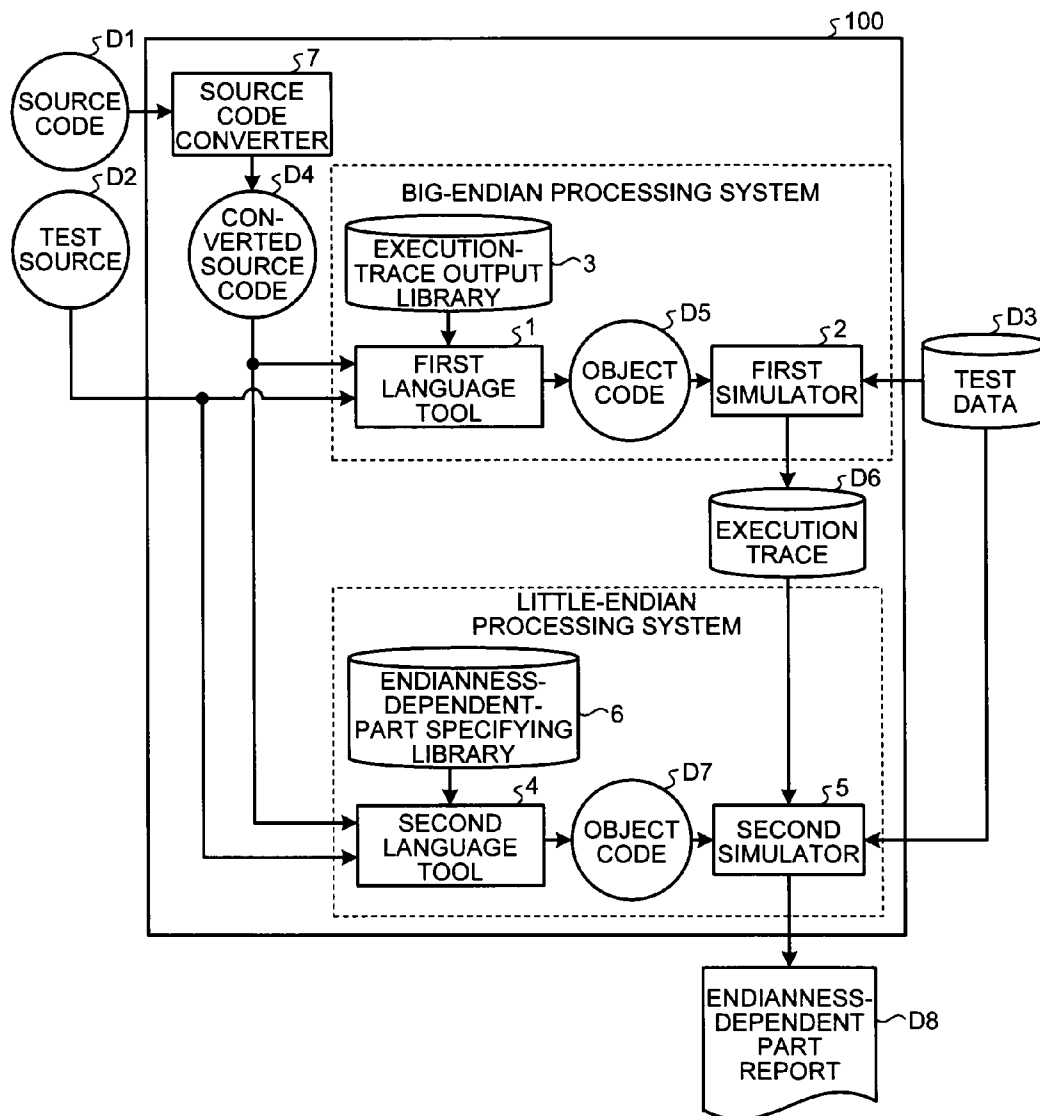 100
D1
7
SOURCE
CODE
SOURCE
CODE
CONVERTER
D2
D4
TEST
SOURCE
CON-
VERTED
SOURCE
CODE
BIG-ENDIAN PROCESSING SYSTEM
EXECUTION-
TRACE OUTPUT
LIBRARY
3
1
FIRST
LANGUAGE
TOOL
D5
OBJECT
CODE
2
FIRST
SIMULATOR
D3
TEST
DATA
D6
EXECUTION
TRACE
LITTLE-ENDIAN
PROCESSING SYSTEM
ENDIANNESS-
DEPENDENT-
PART SPECIFYING
LIBRARY
6
4
SECOND
LANGUAGE
TOOL
D7
OBJECT
CODE
5
SECOND
SIMULATOR
ENDIANNESS-
DEPENDENT
PART
REPORT
D8